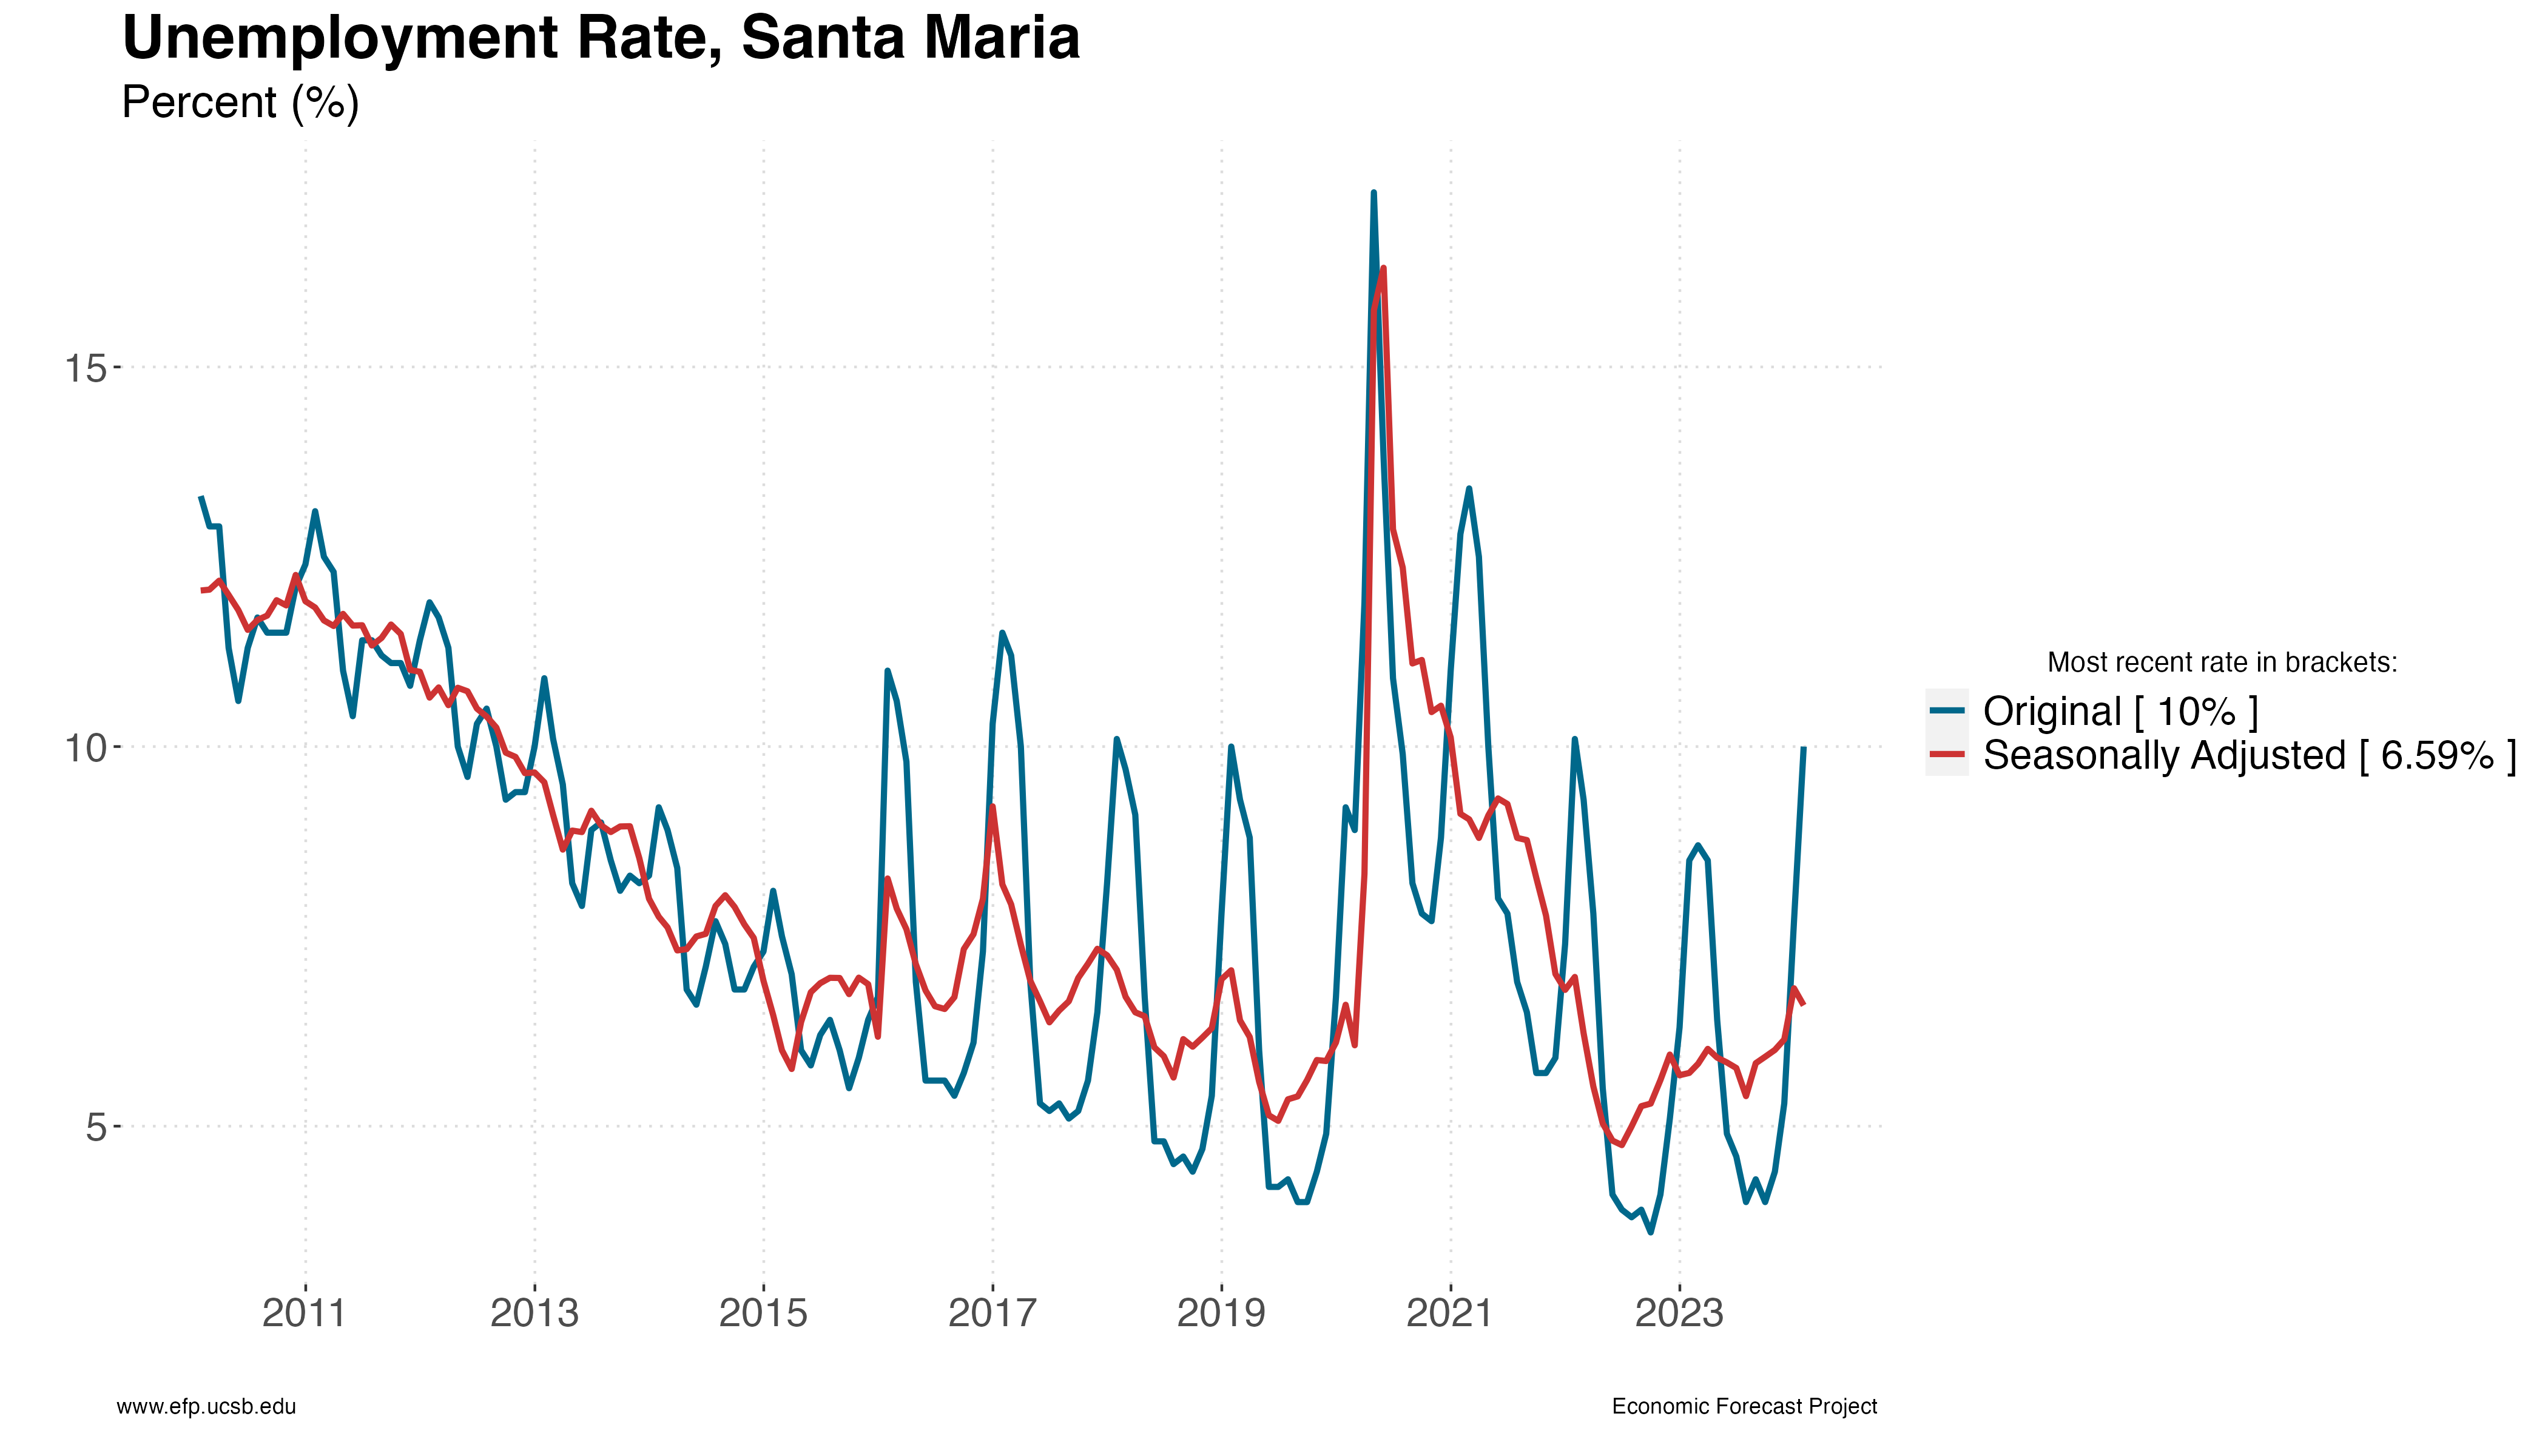 Unemployment Rate, Santa Maria
Percent (%)
15
10
5
2011 2013 2015 2017 2019 2021 2023
Most recent rate in brackets:
Original [ 10% ]
Seasonally Adjusted [ 6.59% ]
www.efp.ucsb.edu
Economic Forecast Project